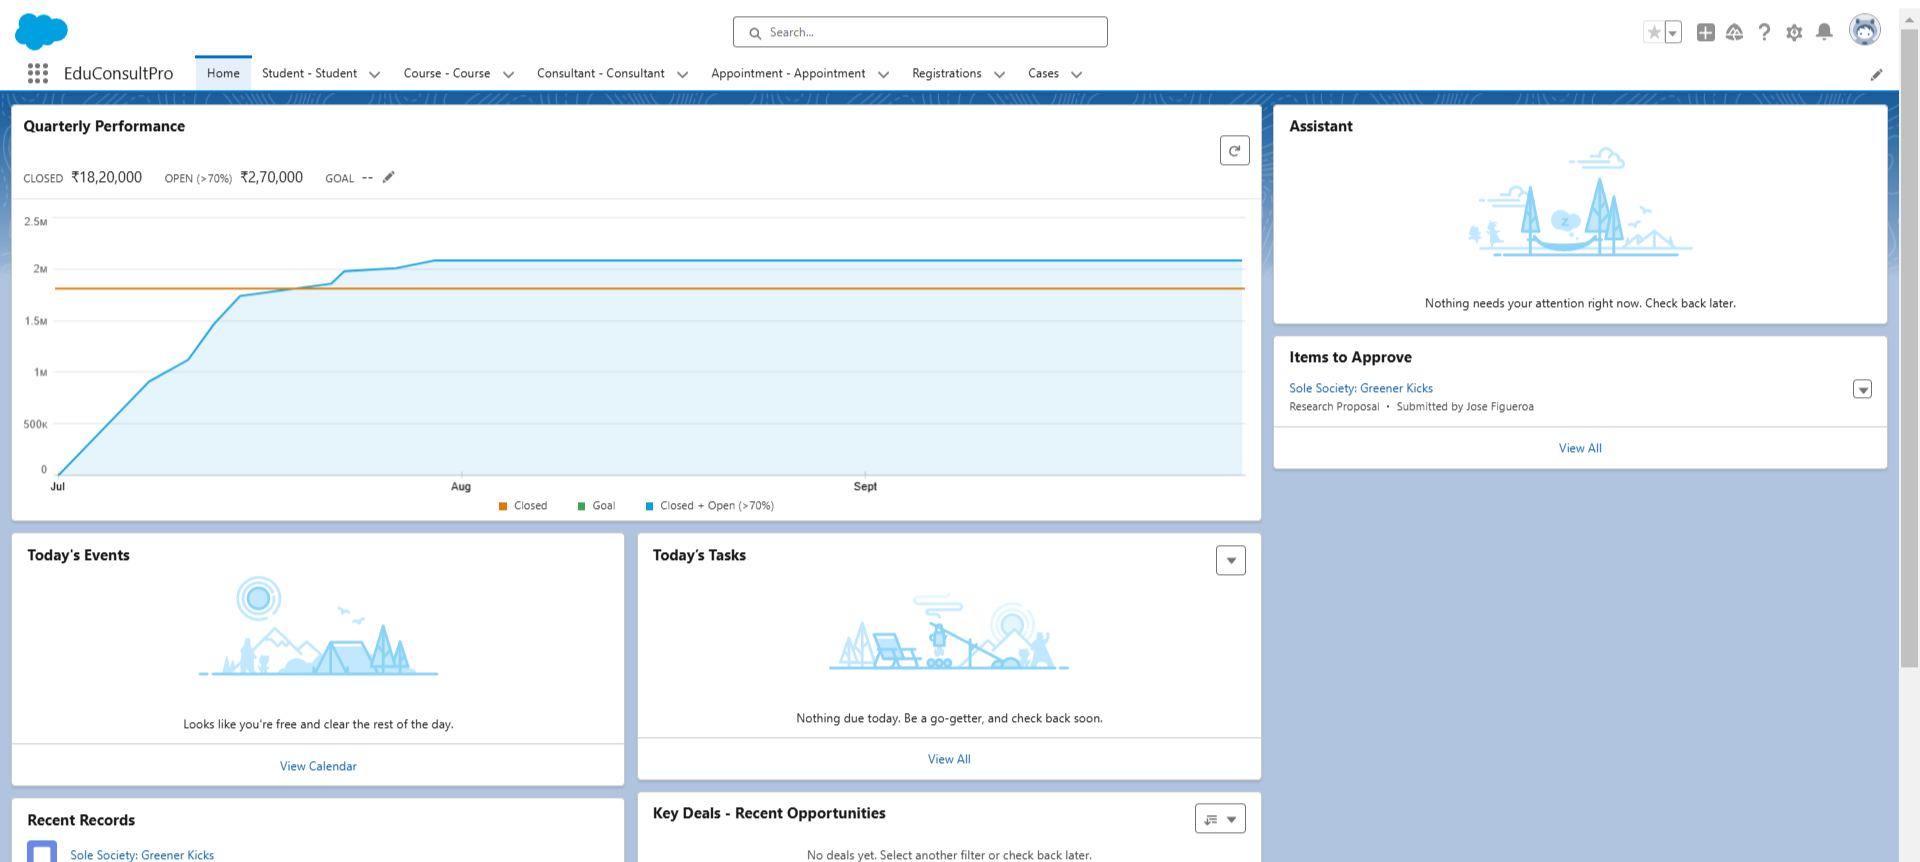 Search...
EduConsultPro
Home
Student - Student
Course - Course
Consultant - Consultant
Appointment - Appointment
Registrations
Cases
Quarterly Performance
CLOSED ₹18,20,000 OPEN (>70%) ₹2,70,000 GOAL --
2.5M
2M
1.5M
1M
500K
0
Jul Aug Sept
Closed Goal Closed + Open (>70%)
Assistant
z
Nothing needs your attention right now. Check back later.
Items to Approve
Sole Society: Greener Kicks
Research Proposal • Submitted by Jose Figueroa
View All
Today's Events
Looks like you're free and clear the rest of the day.
View Calendar
Today's Tasks
Nothing due today. Be a go-getter, and check back soon.
View All
Recent Records
Sole Society: Greener Kicks
Key Deals - Recent Opportunities
No deals yet. Select another filter or check back later.